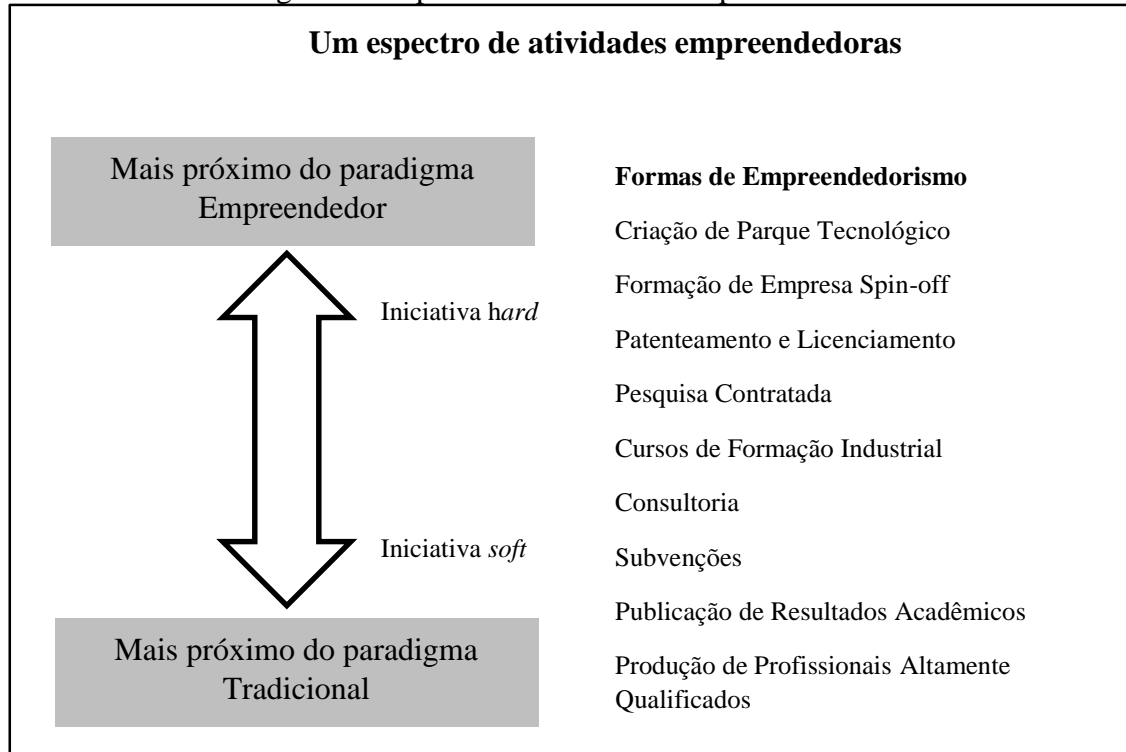 Um espectro de atividades empreendedoras
Mais próximo do paradigma
Empreendedor
Iniciativa hard
Iniciativa soft
Mais próximo do paradigma
Tradicional
Formas de Empreendedorismo
Criação de Parque Tecnológico
Formação de Empresa Spin-off
Patenteamento e Licenciamento
Pesquisa Contratada
Cursos de Formação Industrial
Consultoria
Subvenções
Publicação de Resultados Acadêmicos
Produção de Profissionais Altamente
Qualificados